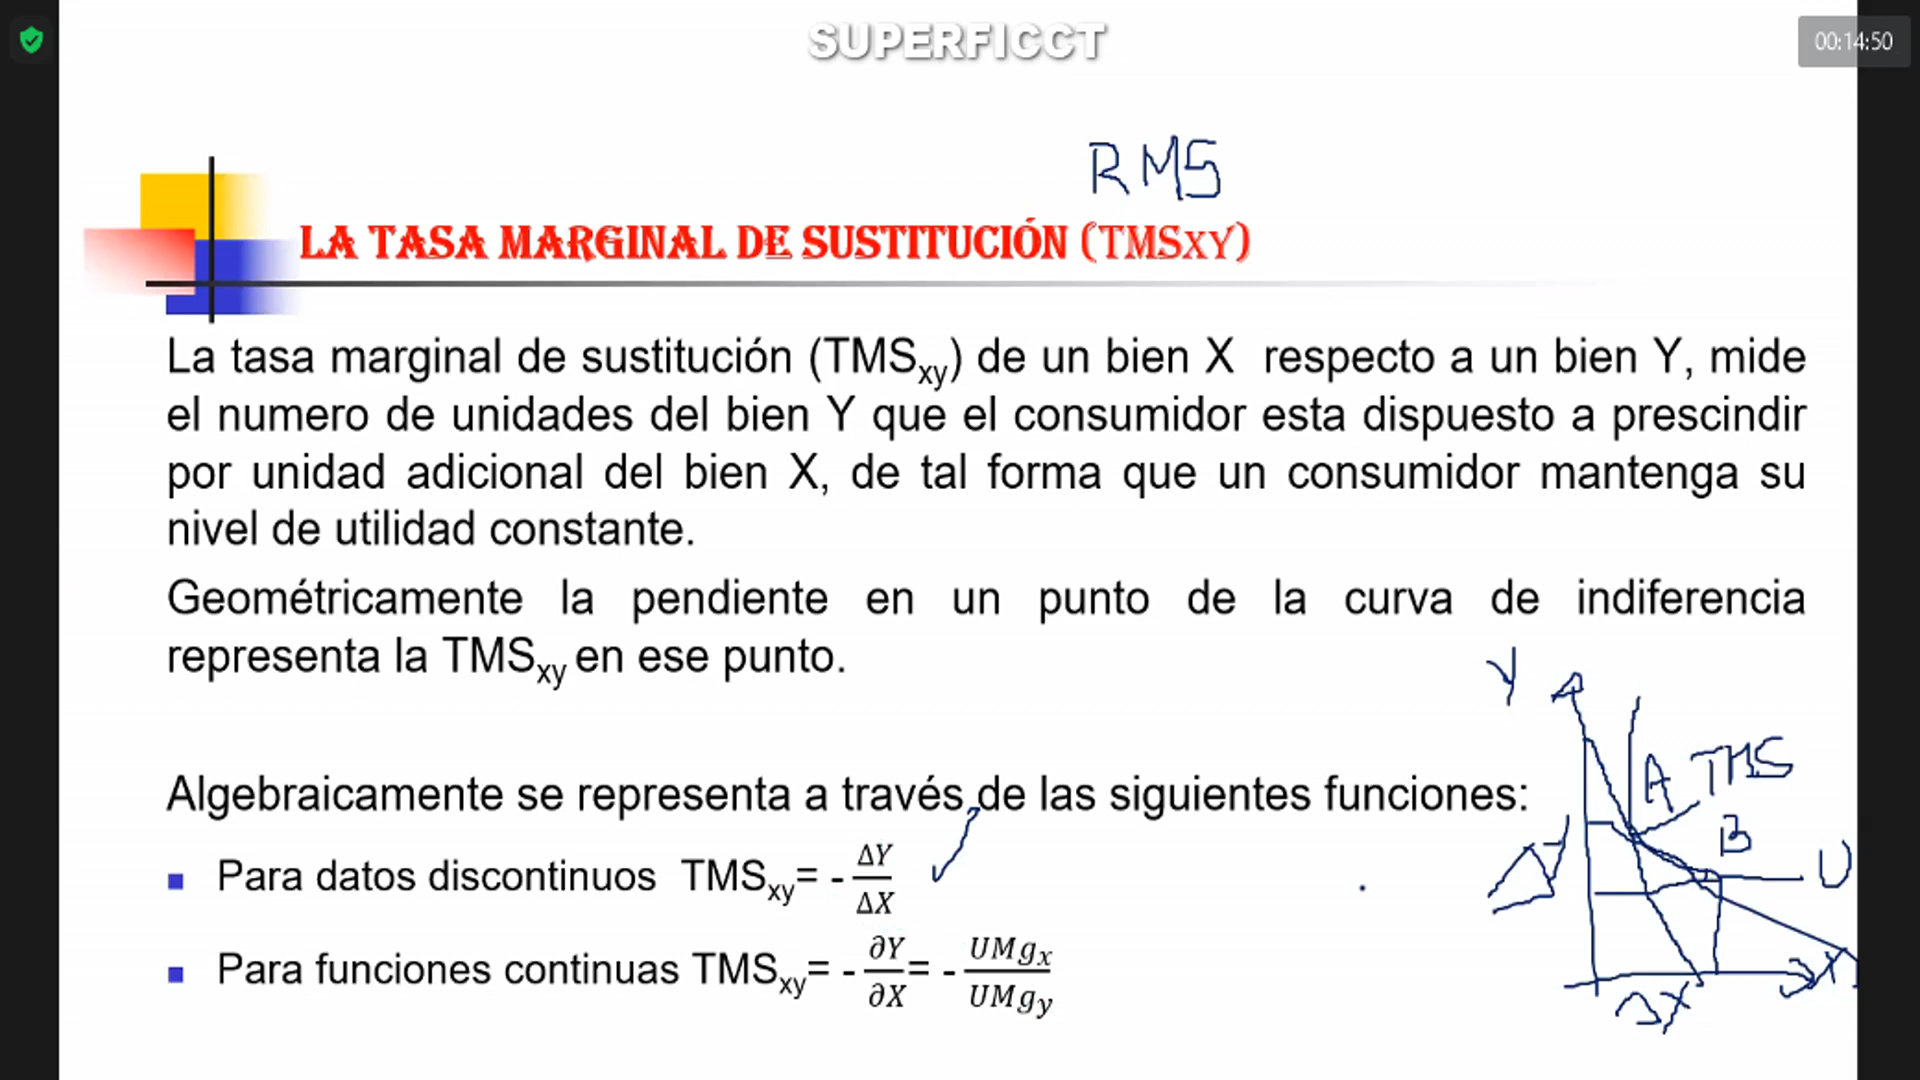 SUPERFICCT
00:14:50
RMS
LA TASA MARGINAL DE SUSTITUCIÓN (TMSXY)
La tasa marginal de sustitución (TMSxy) de un bien X respecto a un bien Y, mide
el numero de unidades del bien Y que el consumidor esta dispuesto a prescindir
por unidad adicional del bien X, de tal forma que un consumidor mantenga su
nivel de utilidad constante.
Geométricamente la pendiente en un punto de la curva de indiferencia
representa la TMSxy en ese punto.
Y
A TMS
Algebraicamente se representa a través de las siguientes funciones:
B
U
ΔY
Para datos discontinuos TMSxy= - ΔY/ΔX
Para funciones continuas TMSxy= - ∂Y/∂X= - UMgx/UMgy
X
ΔX